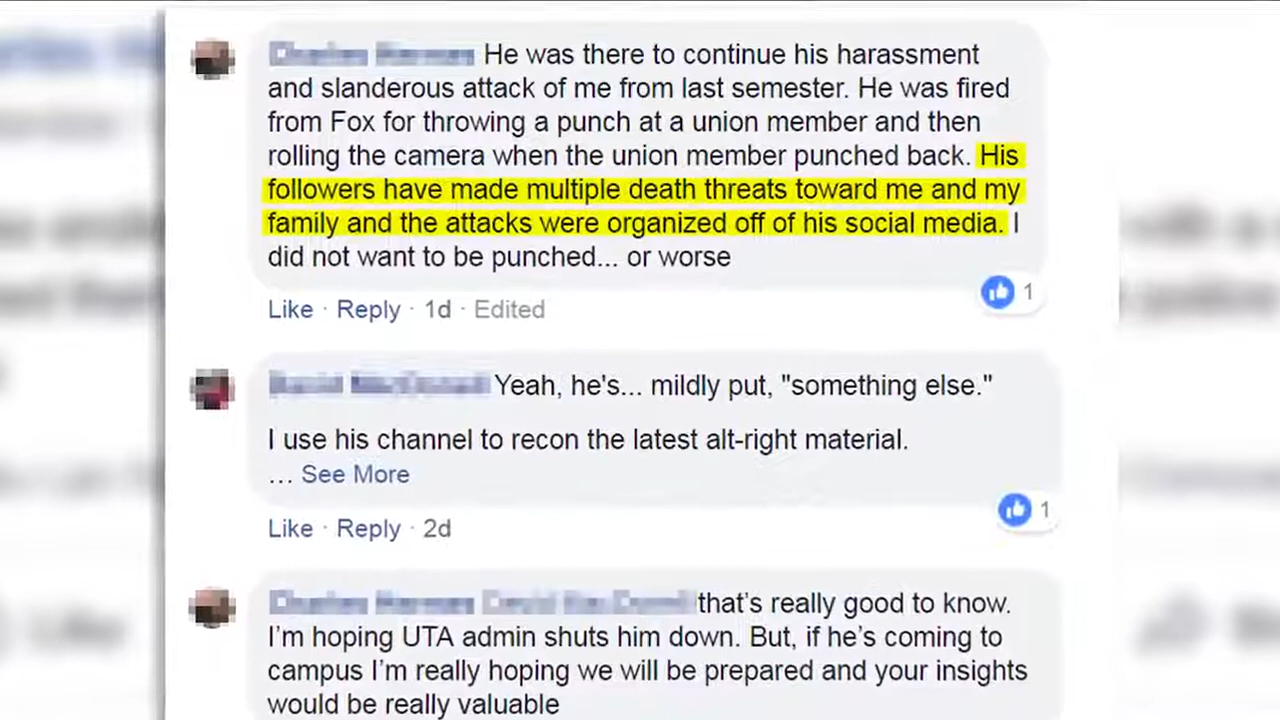 He was there to continue his harassment
and slanderous attack of me from last semester. He was fired
from Fox for throwing a punch at a union member and then
rolling the camera when the union member punched back. His
followers have made multiple death threats toward me and my
family and the attacks were organized off of his social media. I
did not want to be punched... or worse
1
Like · Reply · 1d · Edited
Yeah, he's... mildly put, "something else."
I use his channel to recon the latest alt-right material.
... See More
1
Like · Reply · 2d
that's really good to know.
I'm hoping UTA admin shuts him down. But, if he's coming to
campus I'm really hoping we will be prepared and your insights
would be really valuable